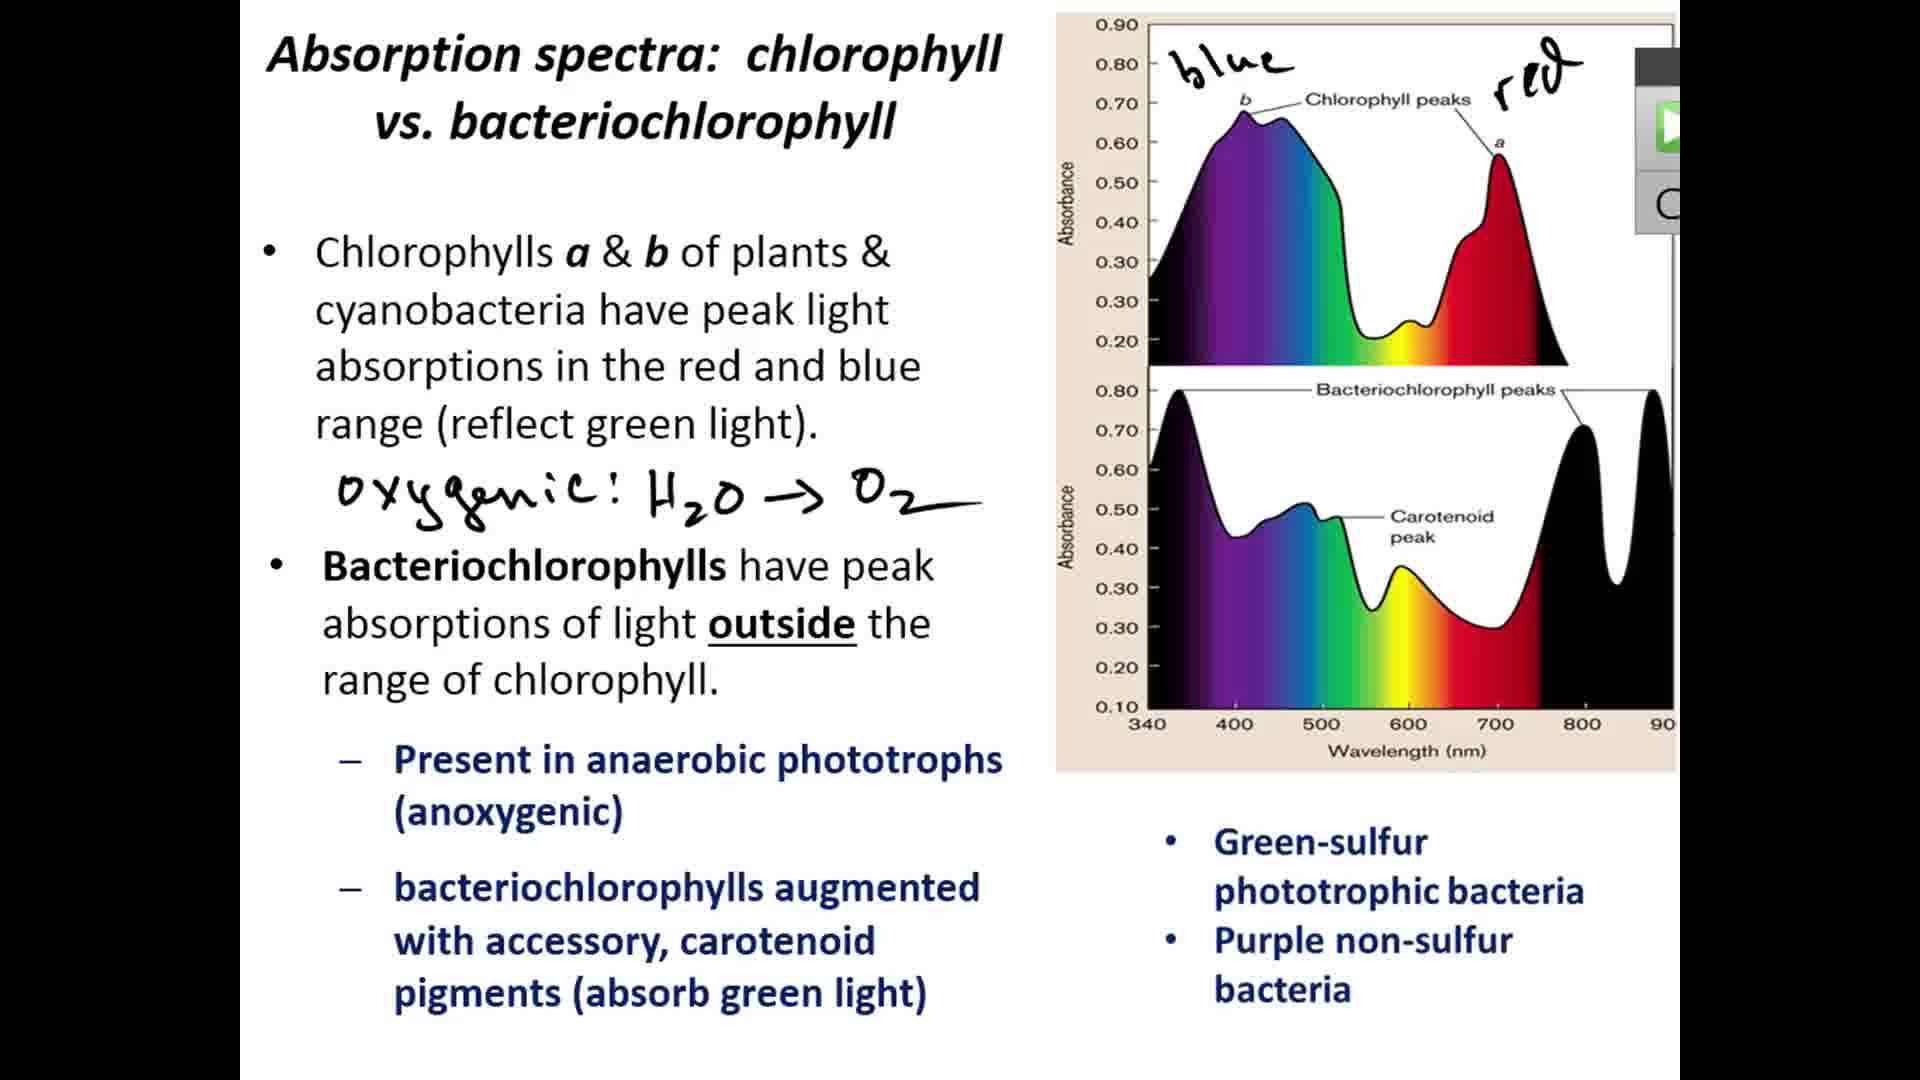 Absorption spectra: chlorophyll
vs. bacteriochlorophyll
• Chlorophylls a & b of plants &
cyanobacteria have peak light
absorptions in the red and blue
range (reflect green light).
oxygenic: H2O → O2
• Bacteriochlorophylls have peak
absorptions of light outside the
range of chlorophyll.
– Present in anaerobic phototrophs
(anoxygenic)
– bacteriochlorophylls augmented
with accessory, carotenoid
pigments (absorb green light)
blue
red
b
Chlorophyll peaks
a
Absorbance
0.90
0.80
0.70
0.60
0.50
0.40
0.30
0.30
0.20
Bacteriochlorophyll peaks
Carotenoid
peak
Absorbance
0.80
0.70
0.60
0.50
0.40
0.30
0.30
0.20
0.10
340 400 500 600 700 800 90
Wavelength (nm)
• Green-sulfur
phototrophic bacteria
• Purple non-sulfur
bacteria